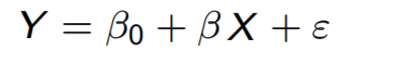 Y = β₀ + βX + ε